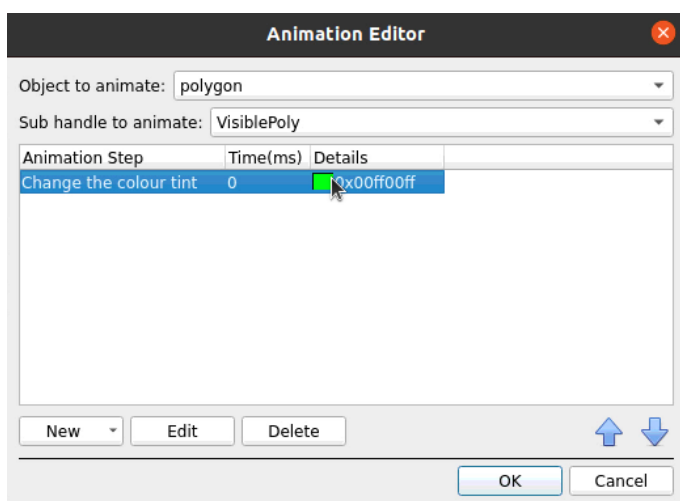 Animation Editor
Object to animate: polygon
Sub handle to animate: VisiblePoly
Animation Step Time(ms) Details
Change the colour tint 0 0x00ff00ff
New Edit Delete
OK Cancel